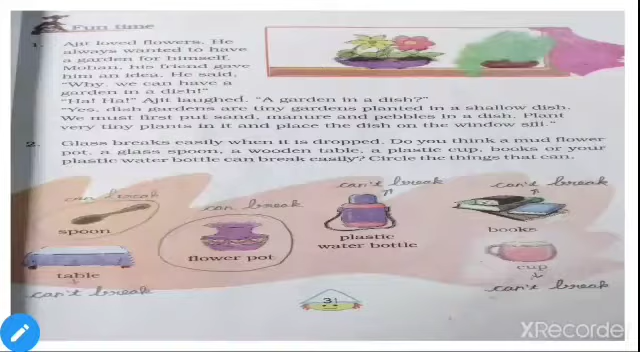 Fun time
1. Ajit loved flowers. He
always wanted to have
a garden for himself.
Mohan, his friend gave
him an idea. He said,
"Why, we can have a
garden in a dish!"
"Ha! Ha!" Ajit laughed. "A garden in a dish?"
"Yes, dish gardens are tiny gardens planted in a shallow dish.
We must first put sand, manure and pebbles in a dish. Plant
very tiny plants in it and place the dish on the window sill."
2. Glass breaks easily when it is dropped. Do you think a mud flower
pot, a glass spoon, a wooden table, a plastic cup, books or your
plastic water bottle can break easily? Circle the things that can.
can break
can break
can't break
can't break
spoon
flower pot
plastic
water bottle
books
table
cup
can't break
can't break
31
XRecorder